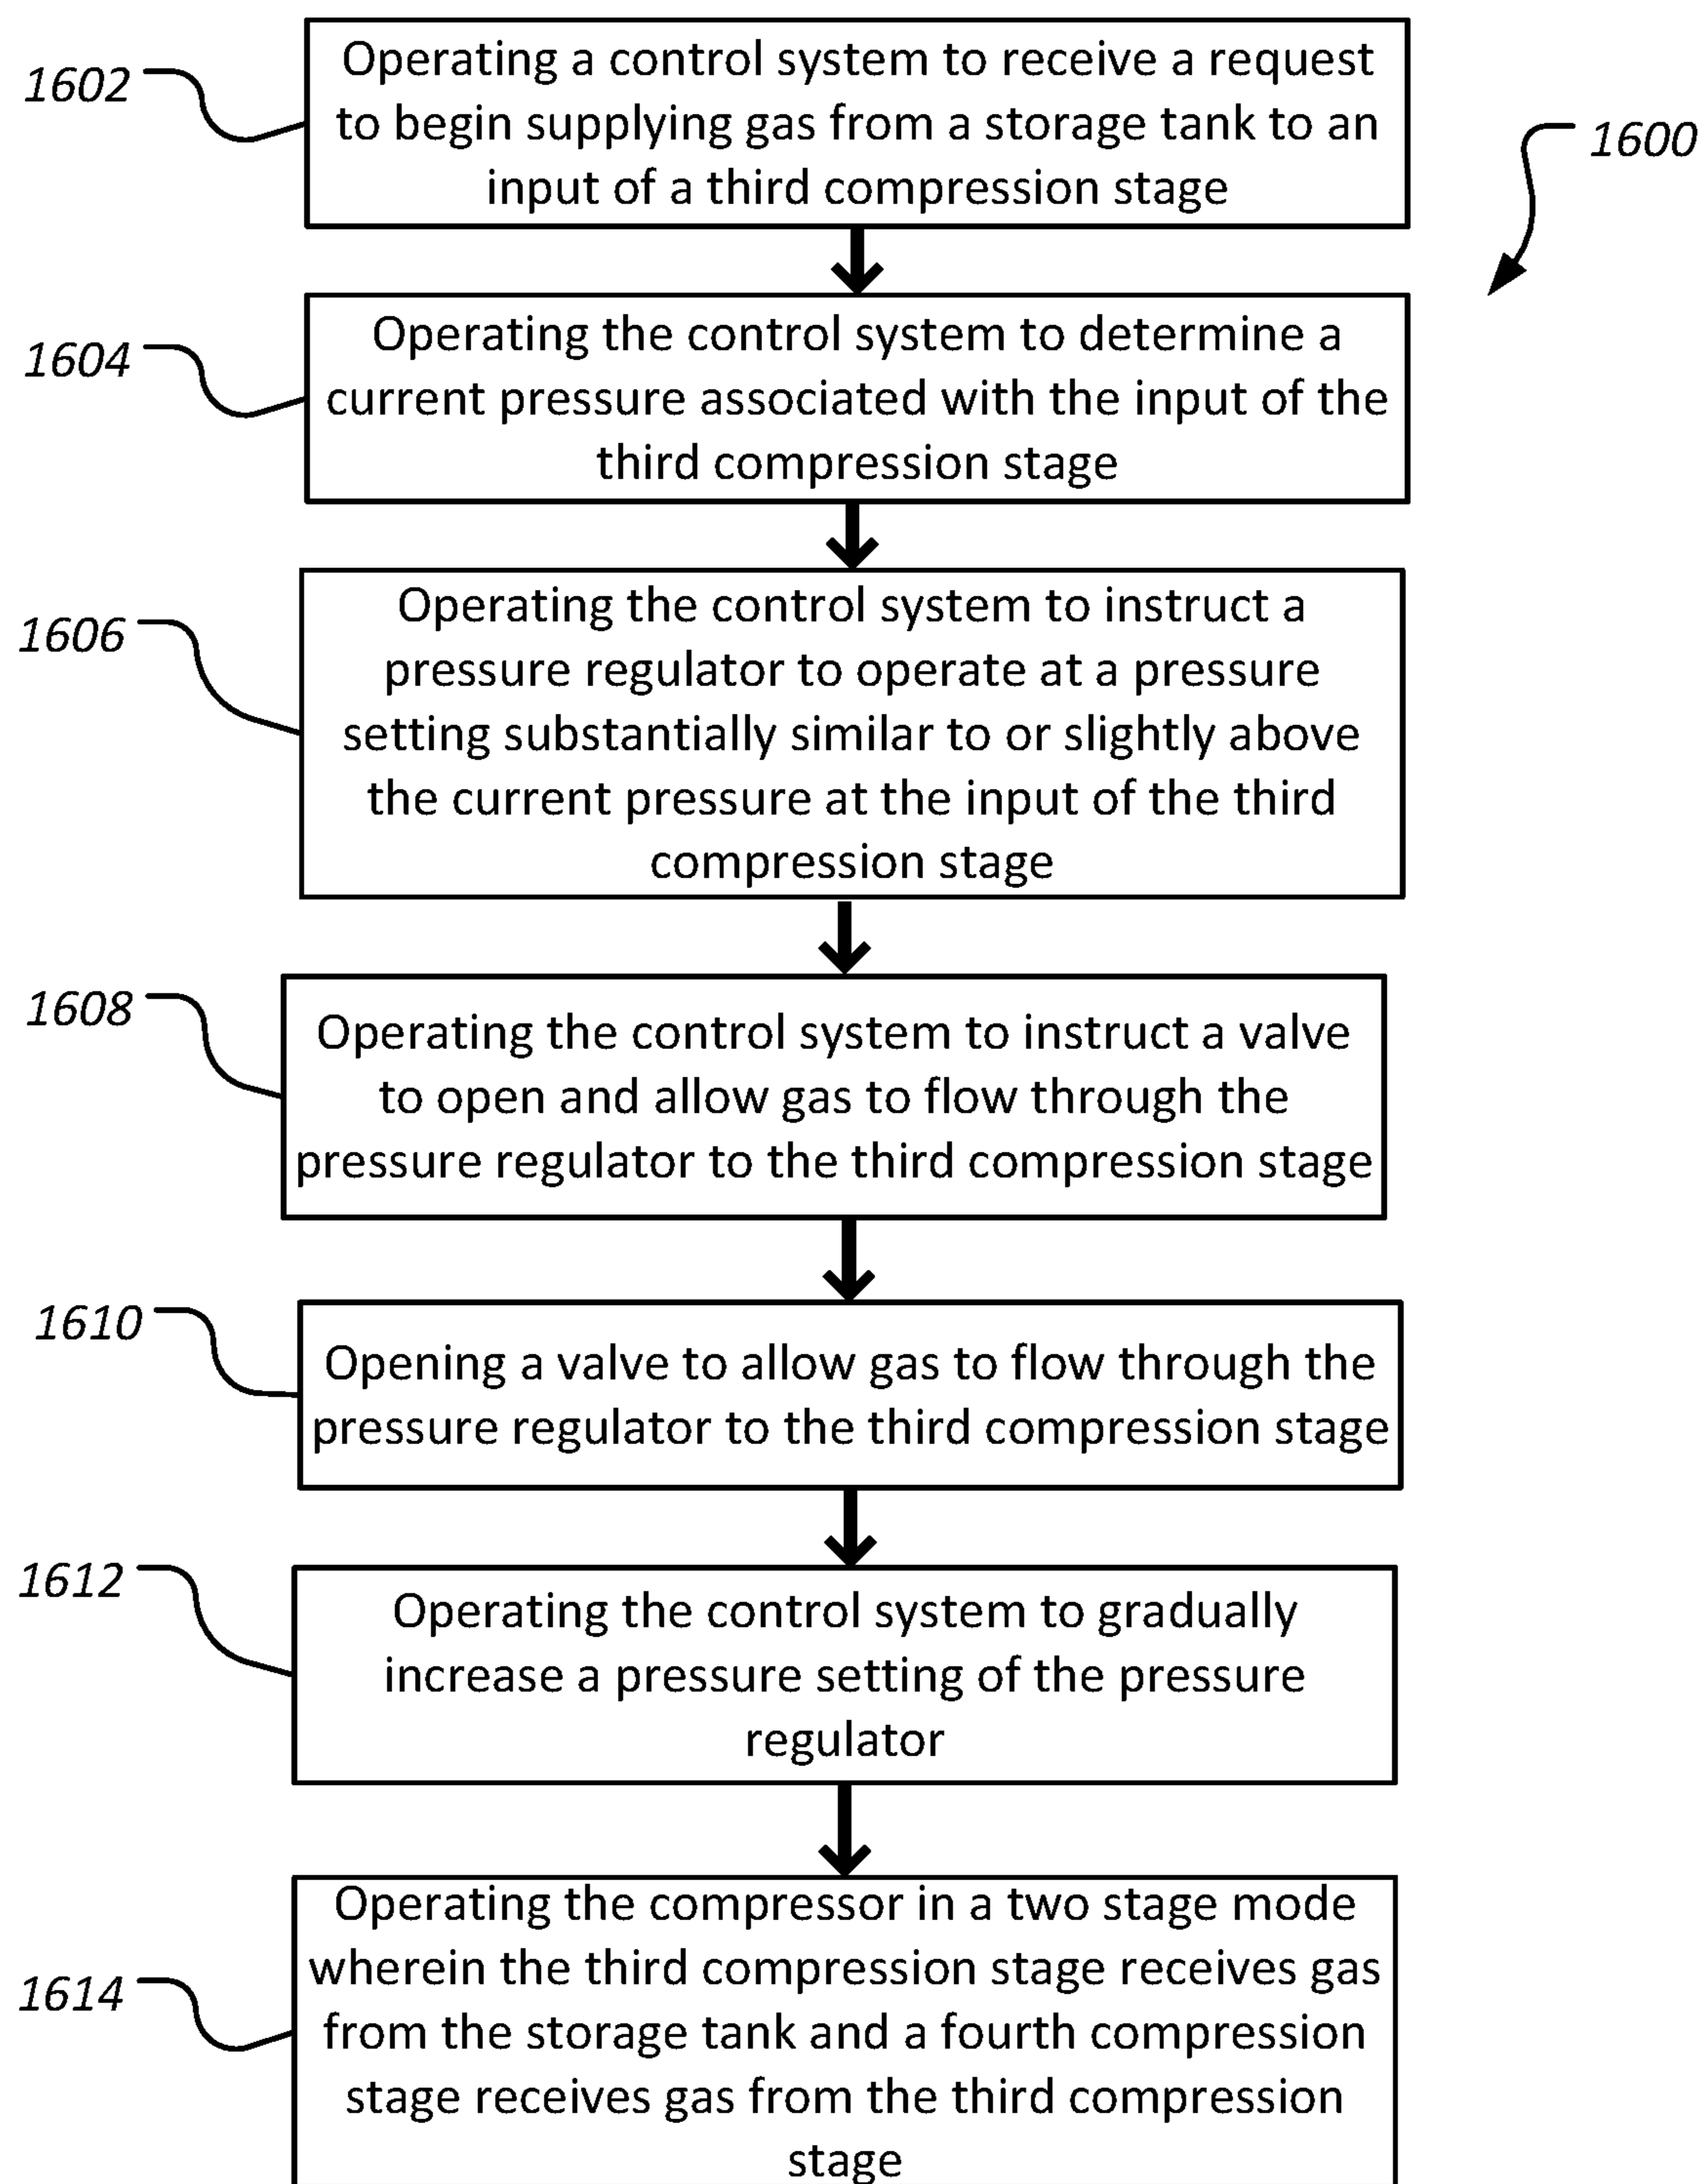 1602
Operating a control system to receive a request
to begin supplying gas from a storage tank to an
input of a third compression stage
1600
1604
Operating the control system to determine a
current pressure associated with the input of the
third compression stage
1606
Operating the control system to instruct a
pressure regulator to operate at a pressure
setting substantially similar to or slightly above
the current pressure at the input of the third
compression stage
1608
Operating the control system to instruct a valve
to open and allow gas to flow through the
pressure regulator to the third compression stage
1610
Opening a valve to allow gas to flow through the
pressure regulator to the third compression stage
1612
Operating the control system to gradually
increase a pressure setting of the pressure
regulator
1614
Operating the compressor in a two stage mode
wherein the third compression stage receives gas
from the storage tank and a fourth compression
stage receives gas from the third compression
stage